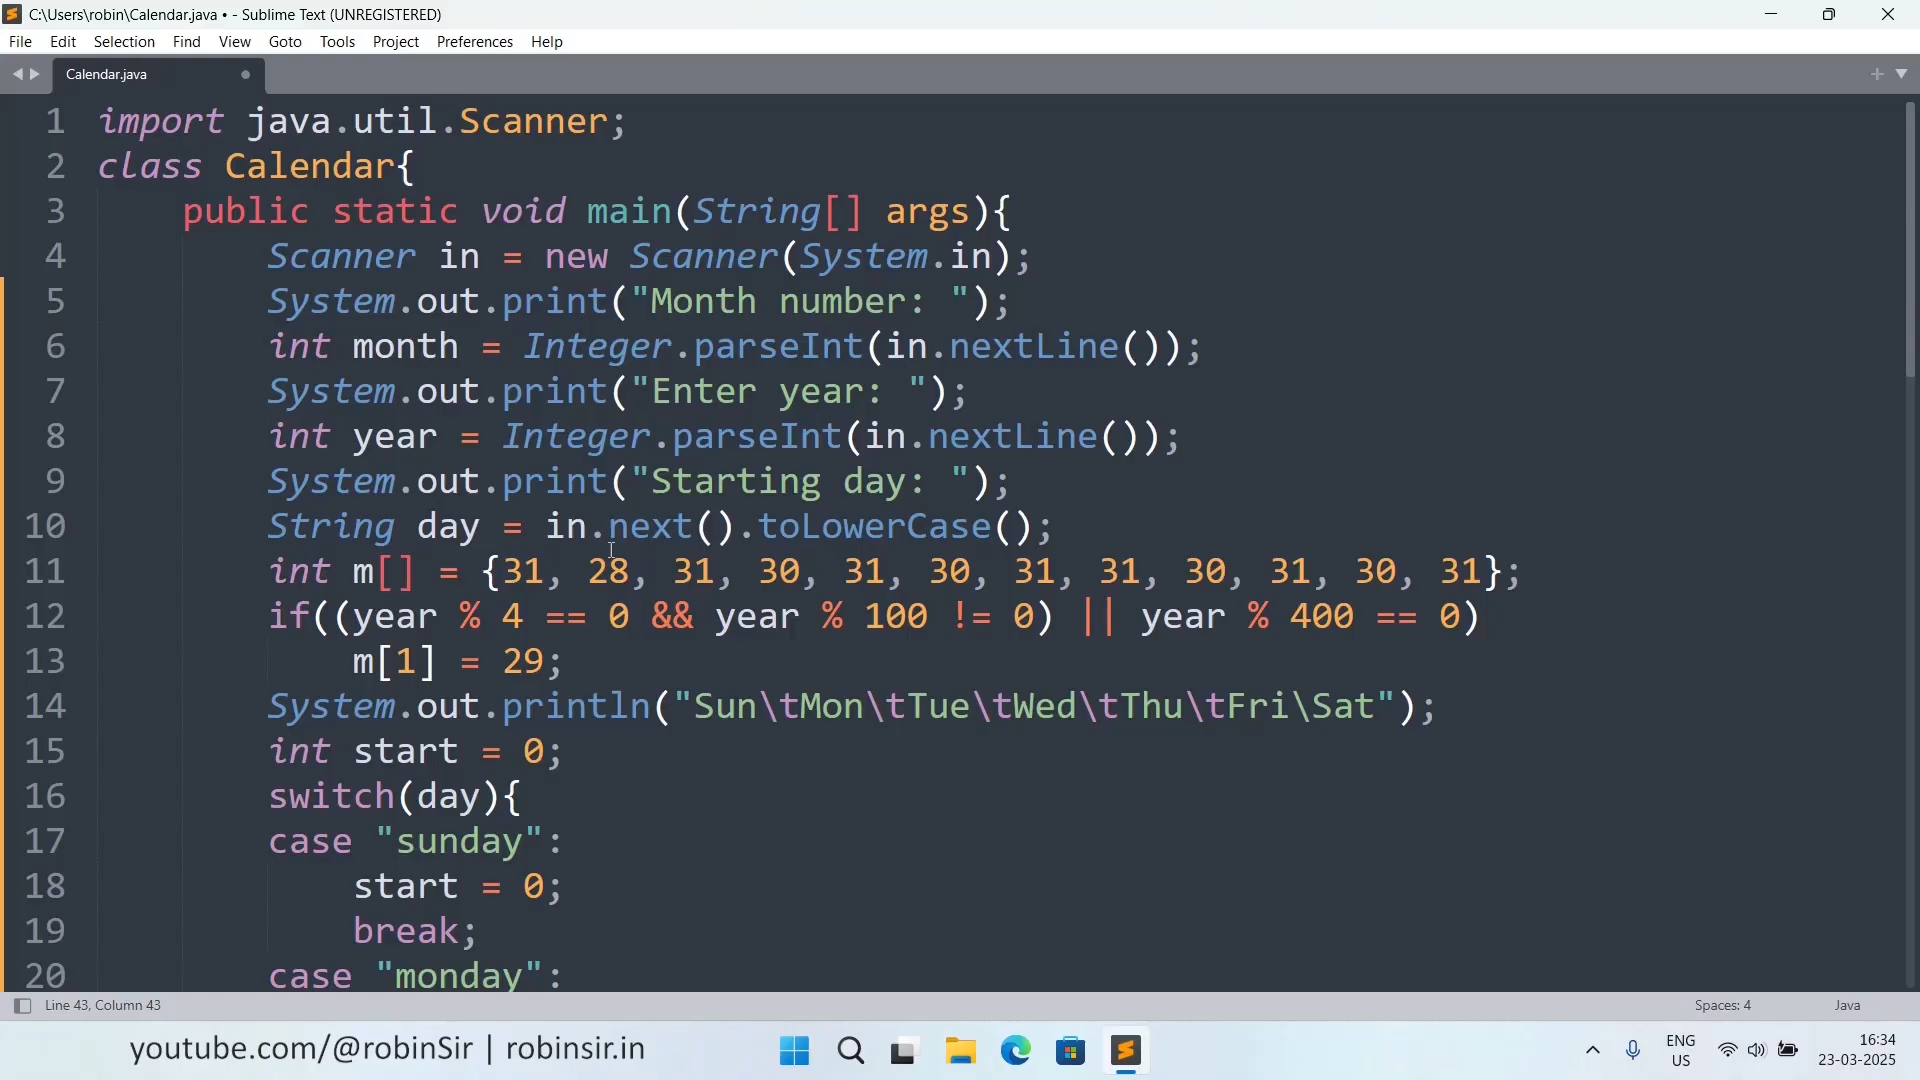 C:\Users\robin\Calendar.java • - Sublime Text (UNREGISTERED)
File Edit Selection Find View Goto Tools Project Preferences Help
Calendar.java
1 import java.util.Scanner;
2 class Calendar{
3 public static void main(String[] args){
4 Scanner in = new Scanner(System.in);
5 System.out.print("Month number: ");
6 int month = Integer.parseInt(in.nextLine());
7 System.out.print("Enter year: ");
8 int year = Integer.parseInt(in.nextLine());
9 System.out.print("Starting day: ");
10 String day = in.next().toLowerCase();
11 int m[] = {31, 28, 31, 30, 31, 30, 31, 31, 30, 31, 30, 31};
12 if((year % 4 == 0 && year % 100 != 0) || year % 400 == 0)
13 m[1] = 29;
14 System.out.println("Sun\tMon\tTue\tWed\tThu\tFri\Sat");
15 int start = 0;
16 switch(day){
17 case "sunday":
18 start = 0;
19 break;
20 case "monday":
Line 43, Column 43 Spaces: 4 Java
youtube.com/@robinSir | robinsir.in
ENG
US
16:34
23-03-2025